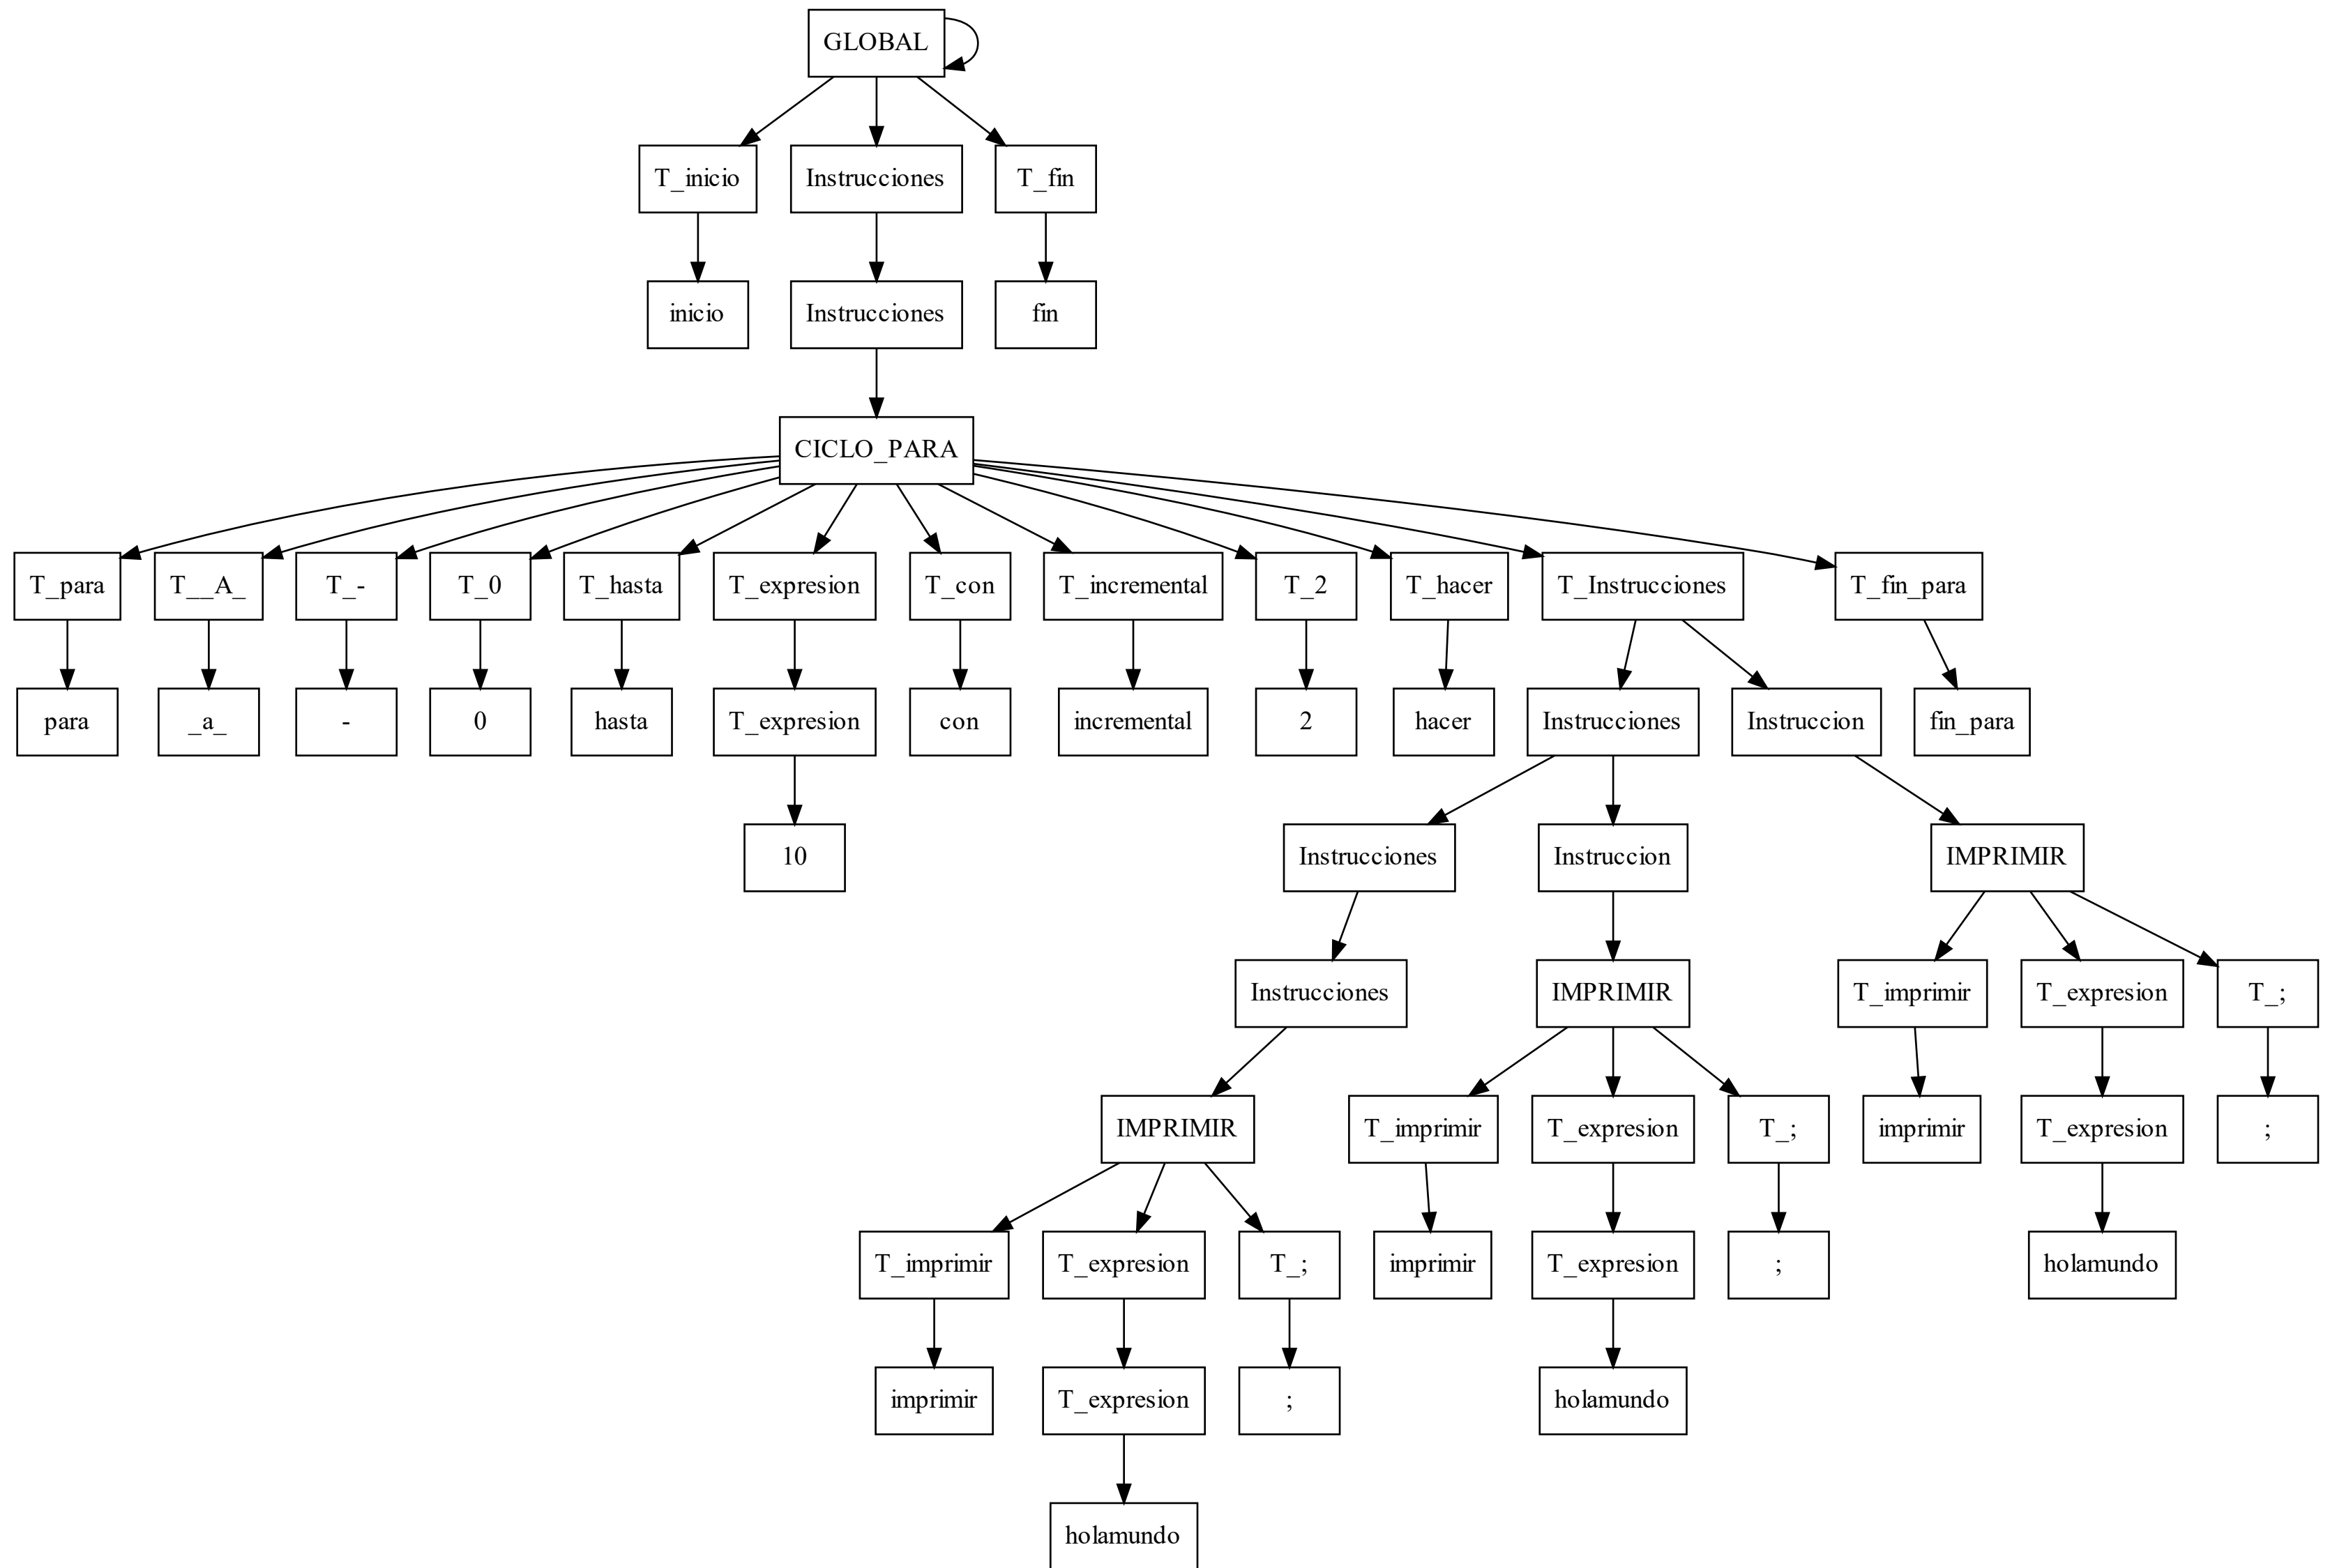 GLOBAL
T_inicio Instrucciones T_fin
inicio Instrucciones fin
CICLO_PARA
T_para T__A_ T_- T_0 T_hasta T_expresion T_con T_incremental T_2 T_hacer T_Instrucciones T_fin_para
para _a_ - 0 hasta T_expresion con incremental 2 hacer Instrucciones Instruccion fin_para
10 Instrucciones Instruccion IMPRIMIR
Instrucciones IMPRIMIR T_imprimir T_expresion T_;
IMPRIMIR T_imprimir T_expresion T_; imprimir T_expresion ;
T_imprimir T_expresion T_; imprimir T_expresion ; holamundo
imprimir T_expresion ; holamundo
holamundo